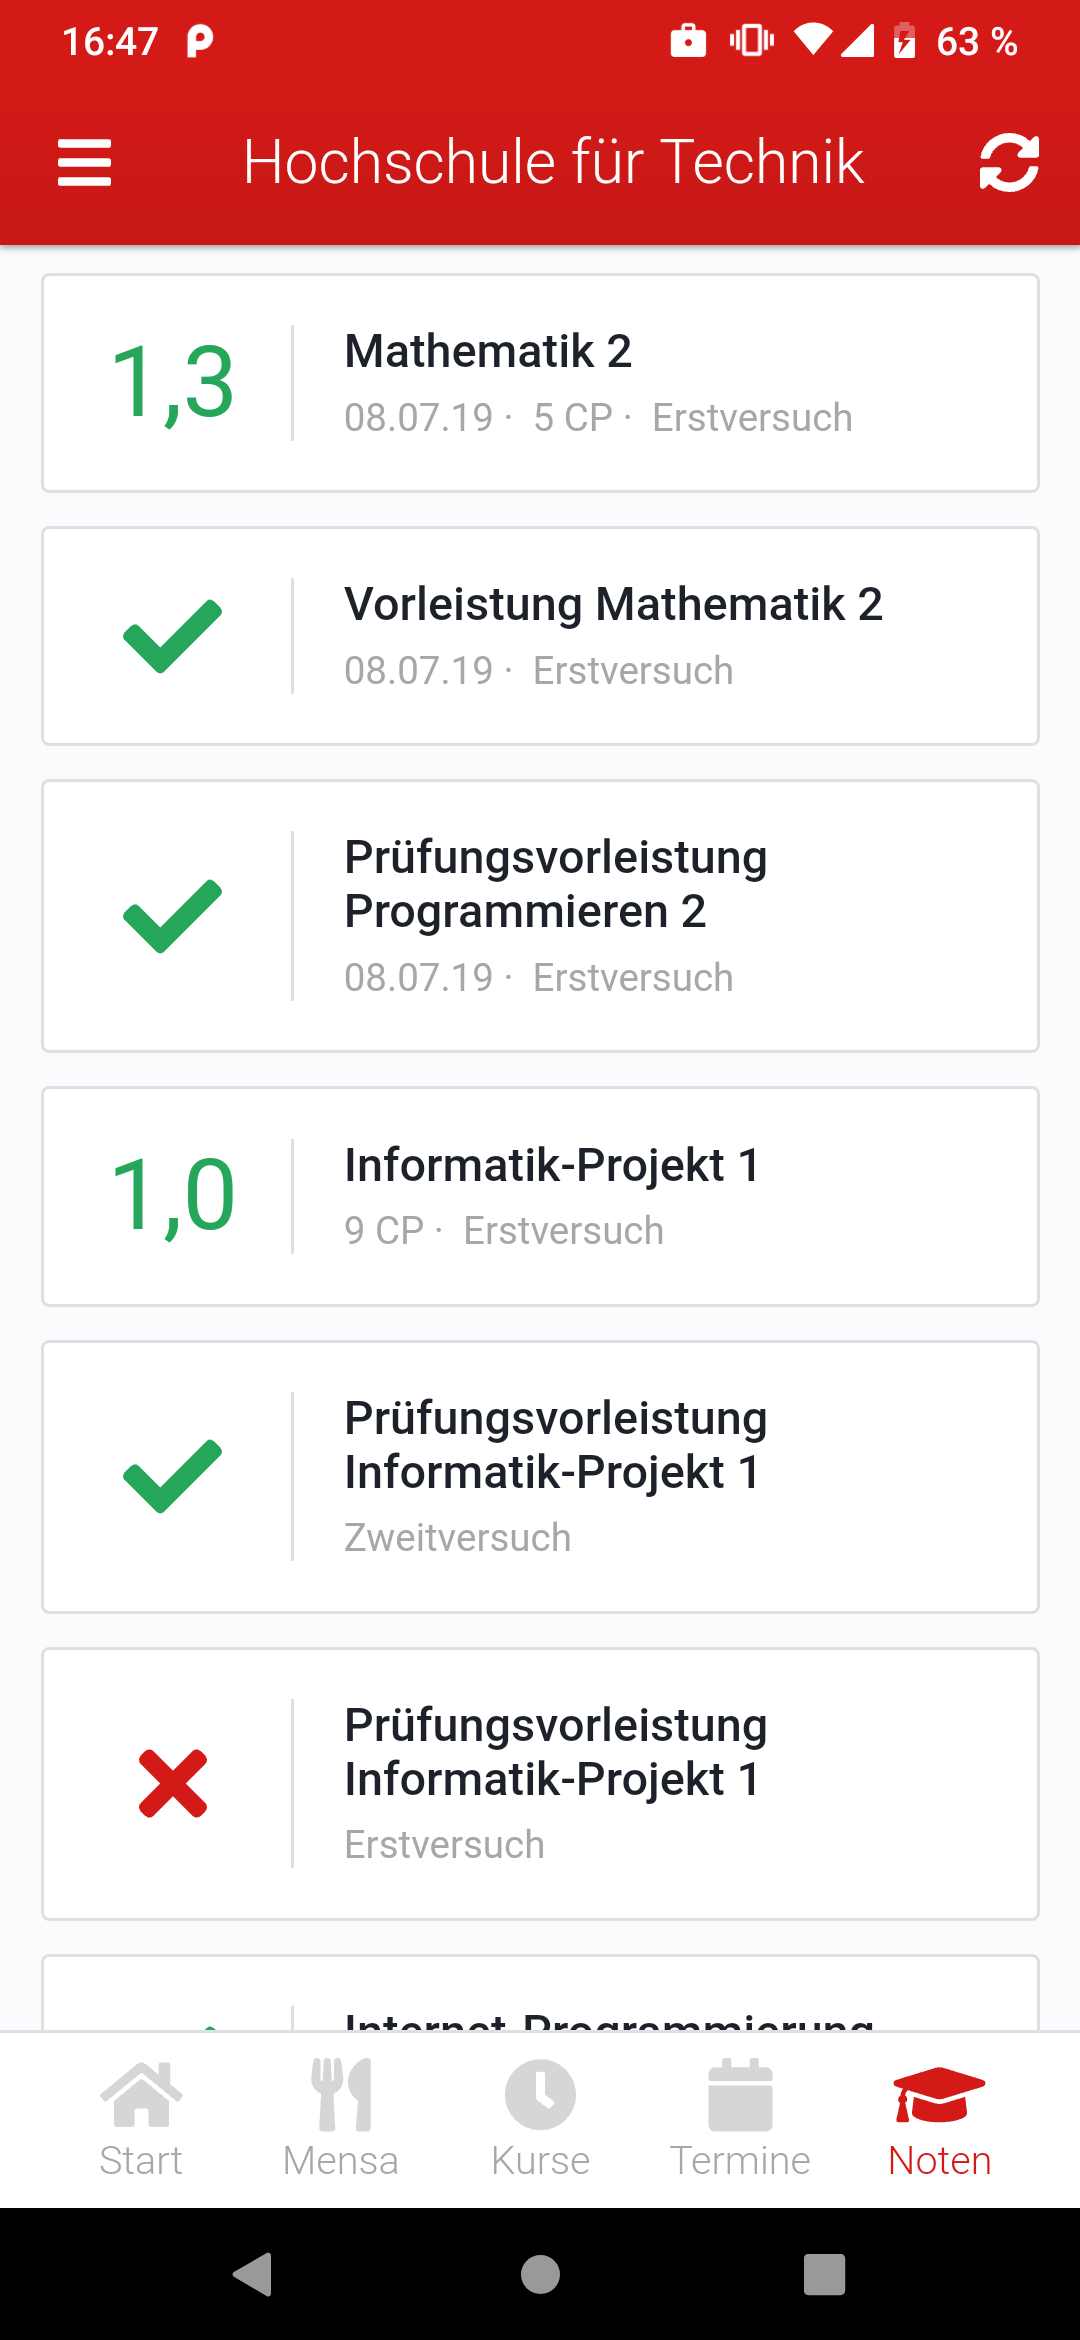 16:47 63 %
Hochschule für Technik
1,3
Mathematik 2
08.07.19 · 5 CP · Erstversuch
Vorleistung Mathematik 2
08.07.19 · Erstversuch
Prüfungsvorleistung
Programmieren 2
08.07.19 · Erstversuch
1,0
Informatik-Projekt 1
9 CP · Erstversuch
Prüfungsvorleistung
Informatik-Projekt 1
Zweitversuch
Prüfungsvorleistung
Informatik-Projekt 1
Erstversuch
Internet-Programmierung
Start Mensa Kurse Termine Noten